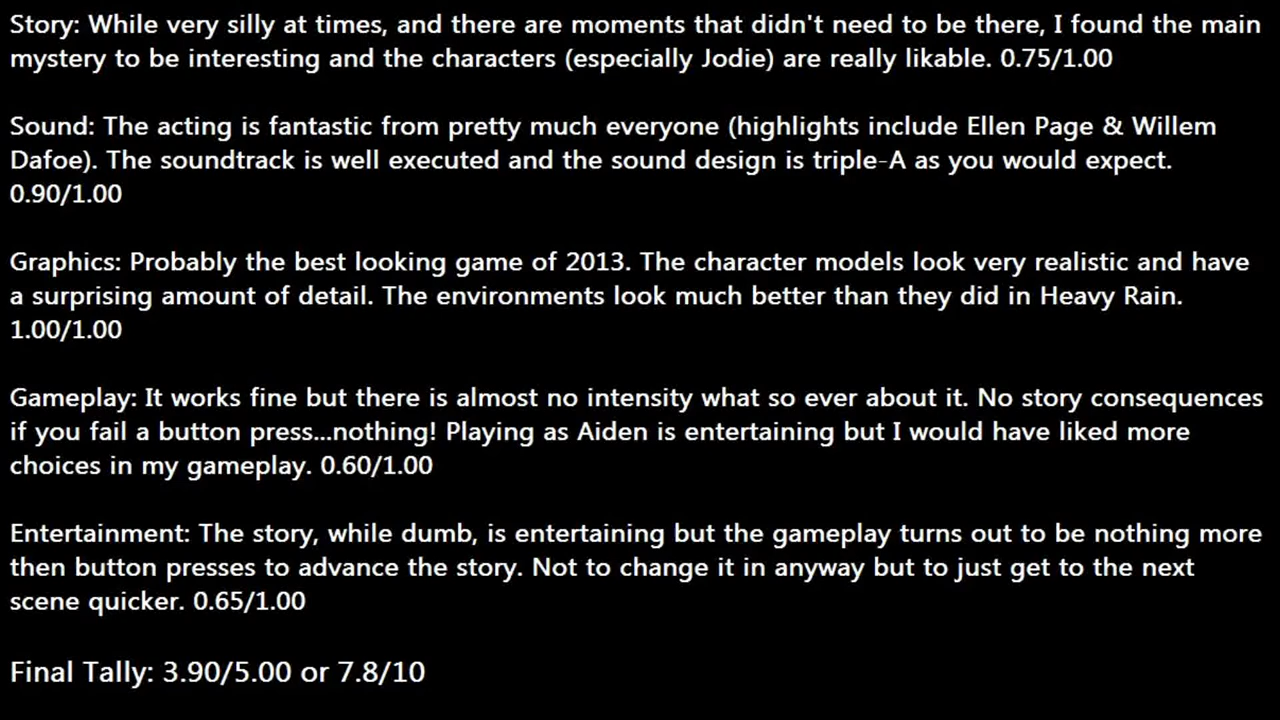 Story: While very silly at times, and there are moments that didn't need to be there, I found the main
mystery to be interesting and the characters (especially Jodie) are really likable. 0.75/1.00
Sound: The acting is fantastic from pretty much everyone (highlights include Ellen Page & Willem
Dafoe). The soundtrack is well executed and the sound design is triple-A as you would expect.
0.90/1.00
Graphics: Probably the best looking game of 2013. The character models look very realistic and have
a surprising amount of detail. The environments look much better than they did in Heavy Rain.
1.00/1.00
Gameplay: It works fine but there is almost no intensity what so ever about it. No story consequences
if you fail a button press...nothing! Playing as Aiden is entertaining but I would have liked more
choices in my gameplay. 0.60/1.00
Entertainment: The story, while dumb, is entertaining but the gameplay turns out to be nothing more
then button presses to advance the story. Not to change it in anyway but to just get to the next
scene quicker. 0.65/1.00
Final Tally: 3.90/5.00 or 7.8/10